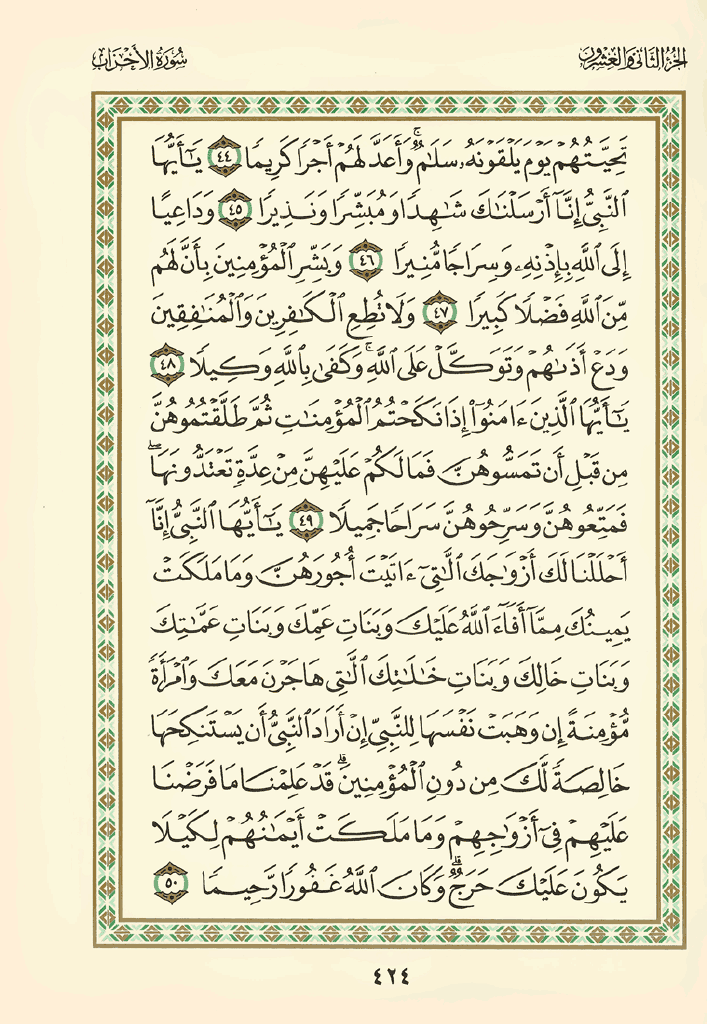 الجزء الثاني والعشرون
سورة الأحزاب
تَحِيَّتُهُمْ يَوْمَ يَلْقَوْنَهُۥ سَلَٰمٌ ۚ وَأَعَدَّ لَهُمْ أَجْرًا كَرِيمًا ٤٤ يَٰٓأَيُّهَا
ٱلنَّبِىُّ إِنَّآ أَرْسَلْنَٰكَ شَٰهِدًا وَمُبَشِّرًا وَنَذِيرًا ٤٥ وَدَاعِيًا
إِلَى ٱللَّهِ بِإِذْنِهِۦ وَسِرَاجًا مُّنِيرًا ٤٦ وَبَشِّرِ ٱلْمُؤْمِنِينَ بِأَنَّ لَهُم
مِّنَ ٱللَّهِ فَضْلًا كَبِيرًا ٤٧ وَلَا تُطِعِ ٱلْكَٰفِرِينَ وَٱلْمُنَٰفِقِينَ
وَدَعْ أَذَىٰهُمْ وَتَوَكَّلْ عَلَى ٱللَّهِ ۚ وَكَفَىٰ بِٱللَّهِ وَكِيلًا ٤٨
يَٰٓأَيُّهَا ٱلَّذِينَ ءَامَنُوٓا۟ إِذَا نَكَحْتُمُ ٱلْمُؤْمِنَٰتِ ثُمَّ طَلَّقْتُمُوهُنَّ
مِن قَبْلِ أَن تَمَسُّوهُنَّ فَمَا لَكُمْ عَلَيْهِنَّ مِنْ عِدَّةٍ تَعْتَدُّونَهَا ۖ
فَمَتِّعُوهُنَّ وَسَرِّحُوهُنَّ سَرَاحًا جَمِيلًا ٤٩ يَٰٓأَيُّهَا ٱلنَّبِىُّ إِنَّآ
أَحْلَلْنَا لَكَ أَزْوَٰجَكَ ٱلَّٰتِىٓ ءَاتَيْتَ أُجُورَهُنَّ وَمَا مَلَكَتْ
يَمِينُكَ مِمَّآ أَفَآءَ ٱللَّهُ عَلَيْكَ وَبَنَاتِ عَمِّكَ وَبَنَاتِ عَمَّٰتِكَ
وَبَنَاتِ خَالِكَ وَبَنَاتِ خَٰلَٰتِكَ ٱلَّٰتِى هَاجَرْنَ مَعَكَ وَٱمْرَأَةً
مُّؤْمِنَةً إِن وَهَبَتْ نَفْسَهَا لِلنَّبِىِّ إِنْ أَرَادَ ٱلنَّبِىُّ أَن يَسْتَنكِحَهَا
خَالِصَةً لَّكَ مِن دُونِ ٱلْمُؤْمِنِينَ ۗ قَدْ عَلِمْنَا مَا فَرَضْنَا
عَلَيْهِمْ فِىٓ أَزْوَٰجِهِمْ وَمَا مَلَكَتْ أَيْمَٰنُهُمْ لِكَيْلَا
يَكُونَ عَلَيْكَ حَرَجٌ ۗ وَكَانَ ٱللَّهُ غَفُورًا رَّحِيمًا ٥٠
٤٢٤